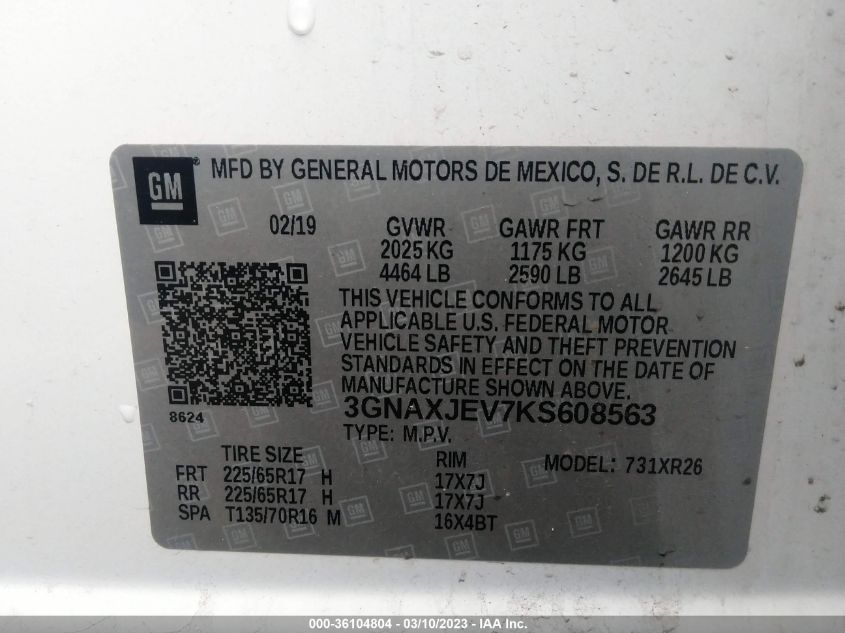 GM ® MFD BY GENERAL MOTORS DE MEXICO, S. DE R.L. DE C.V.
02/19 GVWR GAWR FRT GAWR RR
2025 KG 1175 KG 1200 KG
4464 LB 2590 LB 2645 LB
THIS VEHICLE CONFORMS TO ALL
APPLICABLE U.S. FEDERAL MOTOR
VEHICLE SAFETY AND THEFT PREVENTION
STANDARDS IN EFFECT ON THE DATE OF
MANUFACTURE SHOWN ABOVE.
8624 3GNAXJEV7KS608563
TYPE: M.P.V.
TIRE SIZE RIM MODEL: 731XR26
FRT 225/65R17 H 17X7J
RR 225/65R17 H 17X7J
SPA T135/70R16 M 16X4BT
000-36104804 - 03/10/2023 - IAA, Inc.